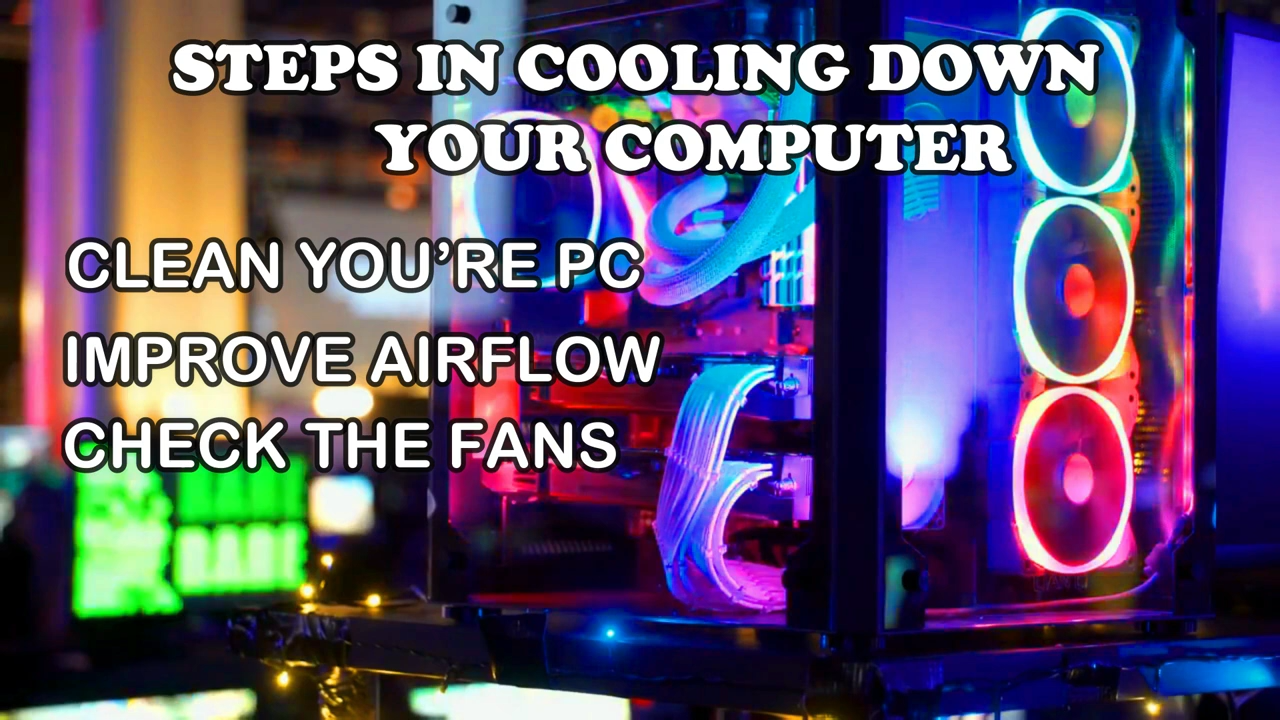 STEPS IN COOLING DOWN
YOUR COMPUTER
CLEAN YOU’RE PC
IMPROVE AIRFLOW
CHECK THE FANS